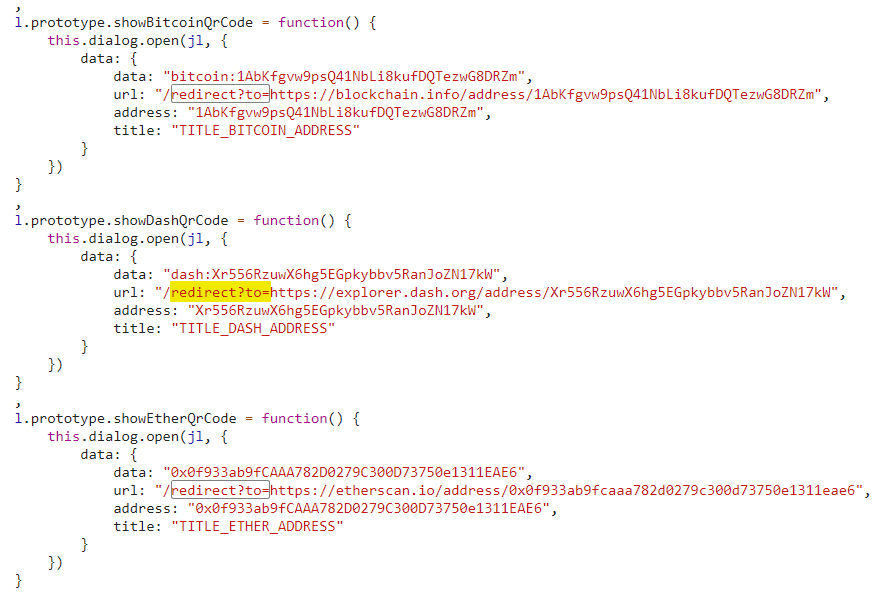 ,
l.prototype.showBitcoinQrCode = function() {
    this.dialog.open(jl, {
        data: {
            data: "bitcoin:1AbKfgvw9psQ41NbLi8kufDQTezwG8DRZm",
            url: "/redirect?to=https://blockchain.info/address/1AbKfgvw9psQ41NbLi8kufDQTezwG8DRZm",
            address: "1AbKfgvw9psQ41NbLi8kufDQTezwG8DRZm",
            title: "TITLE_BITCOIN_ADDRESS"
        }
    })
}
,
l.prototype.showDashQrCode = function() {
    this.dialog.open(jl, {
        data: {
            data: "dash:Xr556RzuwX6hg5EGpkybbv5RanJoZN17kW",
            url: "/redirect?to=https://explorer.dash.org/address/Xr556RzuwX6hg5EGpkybbv5RanJoZN17kW",
            address: "Xr556RzuwX6hg5EGpkybbv5RanJoZN17kW",
            title: "TITLE_DASH_ADDRESS"
        }
    })
}
,
l.prototype.showEtherQrCode = function() {
    this.dialog.open(jl, {
        data: {
            data: "0x0f933ab9fCAAA782D0279C300D73750e1311EAE6",
            url: "/redirect?to=https://etherscan.io/address/0x0f933ab9fcaaa782d0279c300d73750e1311eae6",
            address: "0x0f933ab9fCAAA782D0279C300D73750e1311EAE6",
            title: "TITLE_ETHER_ADDRESS"
        }
    })
}